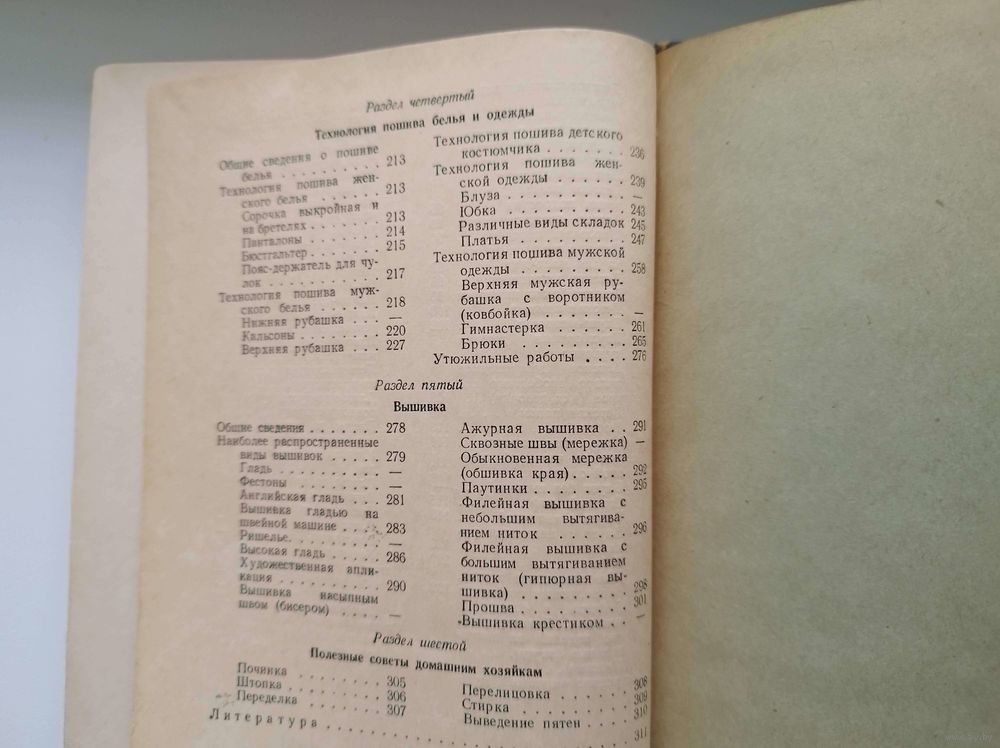 Раздел четвертый
Технология пошива белья и одежды
Общие сведения о пошиве
белья . . . . . . . . . 213
Технология пошива жен-
ского белья . . . . . . 213
Сорочка выкройная и
на бретелях . . . . . . 213
Панталоны . . . . . . 214
Бюстгальтер . . . . . . 215
Пояс-держатель для чу-
лок . . . . . . . . . . 217
Технология пошива муж-
ского белья . . . . . . 218
Нижняя рубашка . . . —
Кальсоны . . . . . . . 220
Верхняя рубашка . . . 227
Технология пошива детского
костюмчика . . . . . . . 236
Технология пошива жен-
ской одежды . . . . . . 239
Блуза . . . . . . . . . . —
Юбка . . . . . . . . . 243
Различные виды складок 245
Платья . . . . . . . . . 247
Технология пошива мужской
одежды . . . . . . . . . 258
Верхняя мужская ру-
башка с воротником
(ковбойка) . . . . . . . —
Гимнастерка . . . . . . 261
Брюки . . . . . . . . . 265
Утюжильные работы . . . . 276
Раздел пятый
Вышивка
Общие сведения . . . . . . . 278
Наиболее распространенные
виды вышивок . . . . . 279
Гладь . . . . . . . . . . —
Фестоны . . . . . . . . —
Английская гладь . . . 281
Вышивка гладью на
швейной машине . . . . 283
Ришелье. . . . . . . . . —
Высокая гладь . . . . . 286
Художественная апли-
кация . . . . . . . . . 290
Вышивка насыпным
швом (бисером) . . . . —
Ажурная вышивка . . 291
Сквозные швы (мережка) —
Обыкновенная мережка
(обшивка края) . . . . . 292
Паутинки . . . . . . . . 295
Филейная вышивка с
небольшим вытягива-
нием ниток . . . . . . 296
Филейная вышивка с
большим вытягиванием
ниток (гипюрная вы-
шивка) . . . . . . . . . 298
Прошва . . . . . . . . . 301
Вышивка крестиком . . —
Раздел шестой
Полезные советы домашним хозяйкам
Починка . . . . . . . . 305
Штопка . . . . . . . . . 306
Переделка . . . . . . . 307
Перелицовка . . . . . . 308
Стирка . . . . . . . . . 309
Выведение пятен . . . . 310
Литература . . . . . . . . . . . . . . . . 311